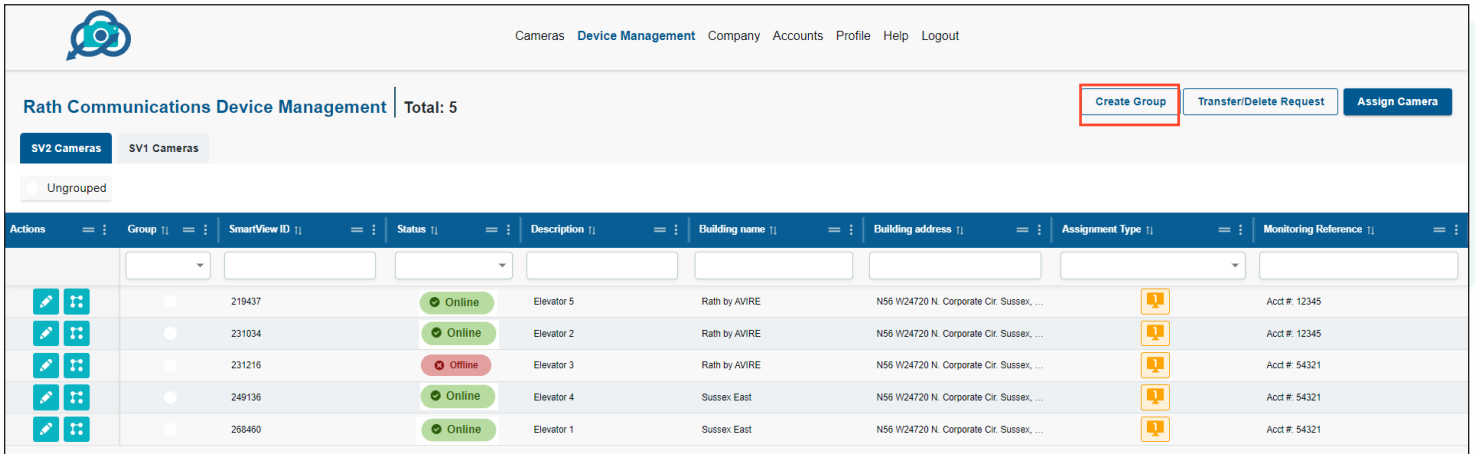 Cameras Device Management Company Accounts Profile Help Logout
Rath Communications Device Management Total: 5 Create Group Transfer/Delete Request Assign Camera
SV2 Cameras SV1 Cameras
Ungrouped
Actions Group SmartView ID Status Description Building name Building address Assignment Type Monitoring Reference
219437 Online Elevator 5 Rath by AVIRE N56 W24720 N. Corporate Cir. Sussex, ... 1 Acct #: 12345
231034 Online Elevator 2 Rath by AVIRE N56 W24720 N. Corporate Cir. Sussex, ... 1 Acct #: 12345
231216 Offline Elevator 3 Rath by AVIRE N56 W24720 N. Corporate Cir. Sussex, ... 1 Acct #: 54321
249136 Online Elevator 4 Sussex East N56 W24720 N. Corporate Cir. Sussex, ... 1 Acct #: 54321
268460 Online Elevator 1 Sussex East N56 W24720 N. Corporate Cir. Sussex, ... 1 Acct #: 54321